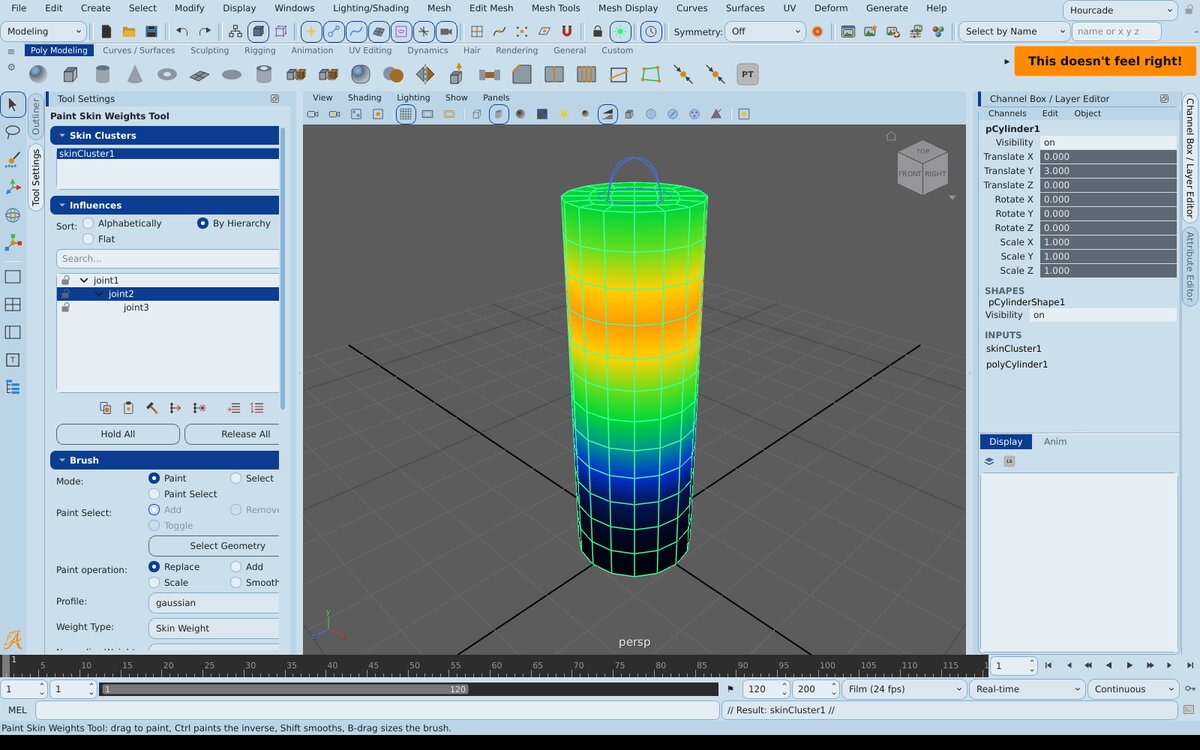 File Edit Create Select Modify Display Windows Lighting/Shading Mesh Edit Mesh Mesh Tools Mesh Display Curves Surfaces UV Deform Generate Help Hourcade
Modeling Symmetry: Off Select by Name name or x y z
Poly Modeling Curves / Surfaces Sculpting Rigging Animation UV Editing Dynamics Hair Rendering General Custom
This doesn't feel right!
PT
Tool Settings
Paint Skin Weights Tool
Skin Clusters
skinCluster1
Influences
Sort: Alphabetically By Hierarchy
Flat
Search...
joint1
joint2
joint3
Hold All Release All
Brush
Mode: Paint Select
Paint Select
Paint Select: Add Remove
Toggle
Select Geometry
Paint operation: Replace Add
Scale Smooth
Profile: gaussian
Weight Type: Skin Weight
Outliner
Tool Settings
View Shading Lighting Show Panels
TOP
FRONT RIGHT
y
persp
Channel Box / Layer Editor
Channels Edit Object
pCylinder1
Visibility on
Translate X 0.000
Translate Y 3.000
Translate Z 0.000
Rotate X 0.000
Rotate Y 0.000
Rotate Z 0.000
Scale X 1.000
Scale Y 1.000
Scale Z 1.000
SHAPES
pCylinderShape1
Visibility on
INPUTS
skinCluster1
polyCylinder1
Display Anim
Channel Box / Layer Editor
Attribute Editor
1 5 10 15 20 25 30 35 40 45 50 55 60 65 70 75 80 85 90 95 100 105 110 115 1
1 1 1 120 120 200 Film (24 fps) Real-time Continuous
MEL // Result: skinCluster1 //
Paint Skin Weights Tool: drag to paint, Ctrl paints the inverse, Shift smooths, B-drag sizes the brush.